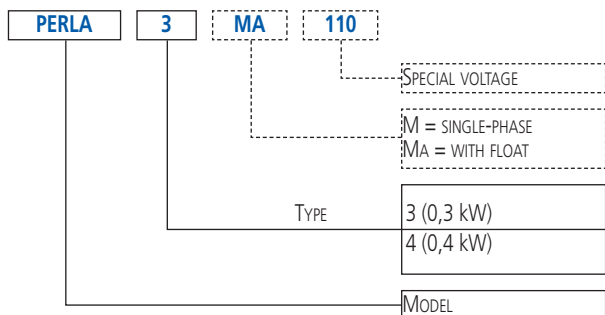 PERLA 3 MA 110
SPECIAL VOLTAGE
M = SINGLE-PHASE
MA = WITH FLOAT
TYPE
3 (0,3 kW)
4 (0,4 kW)
MODEL